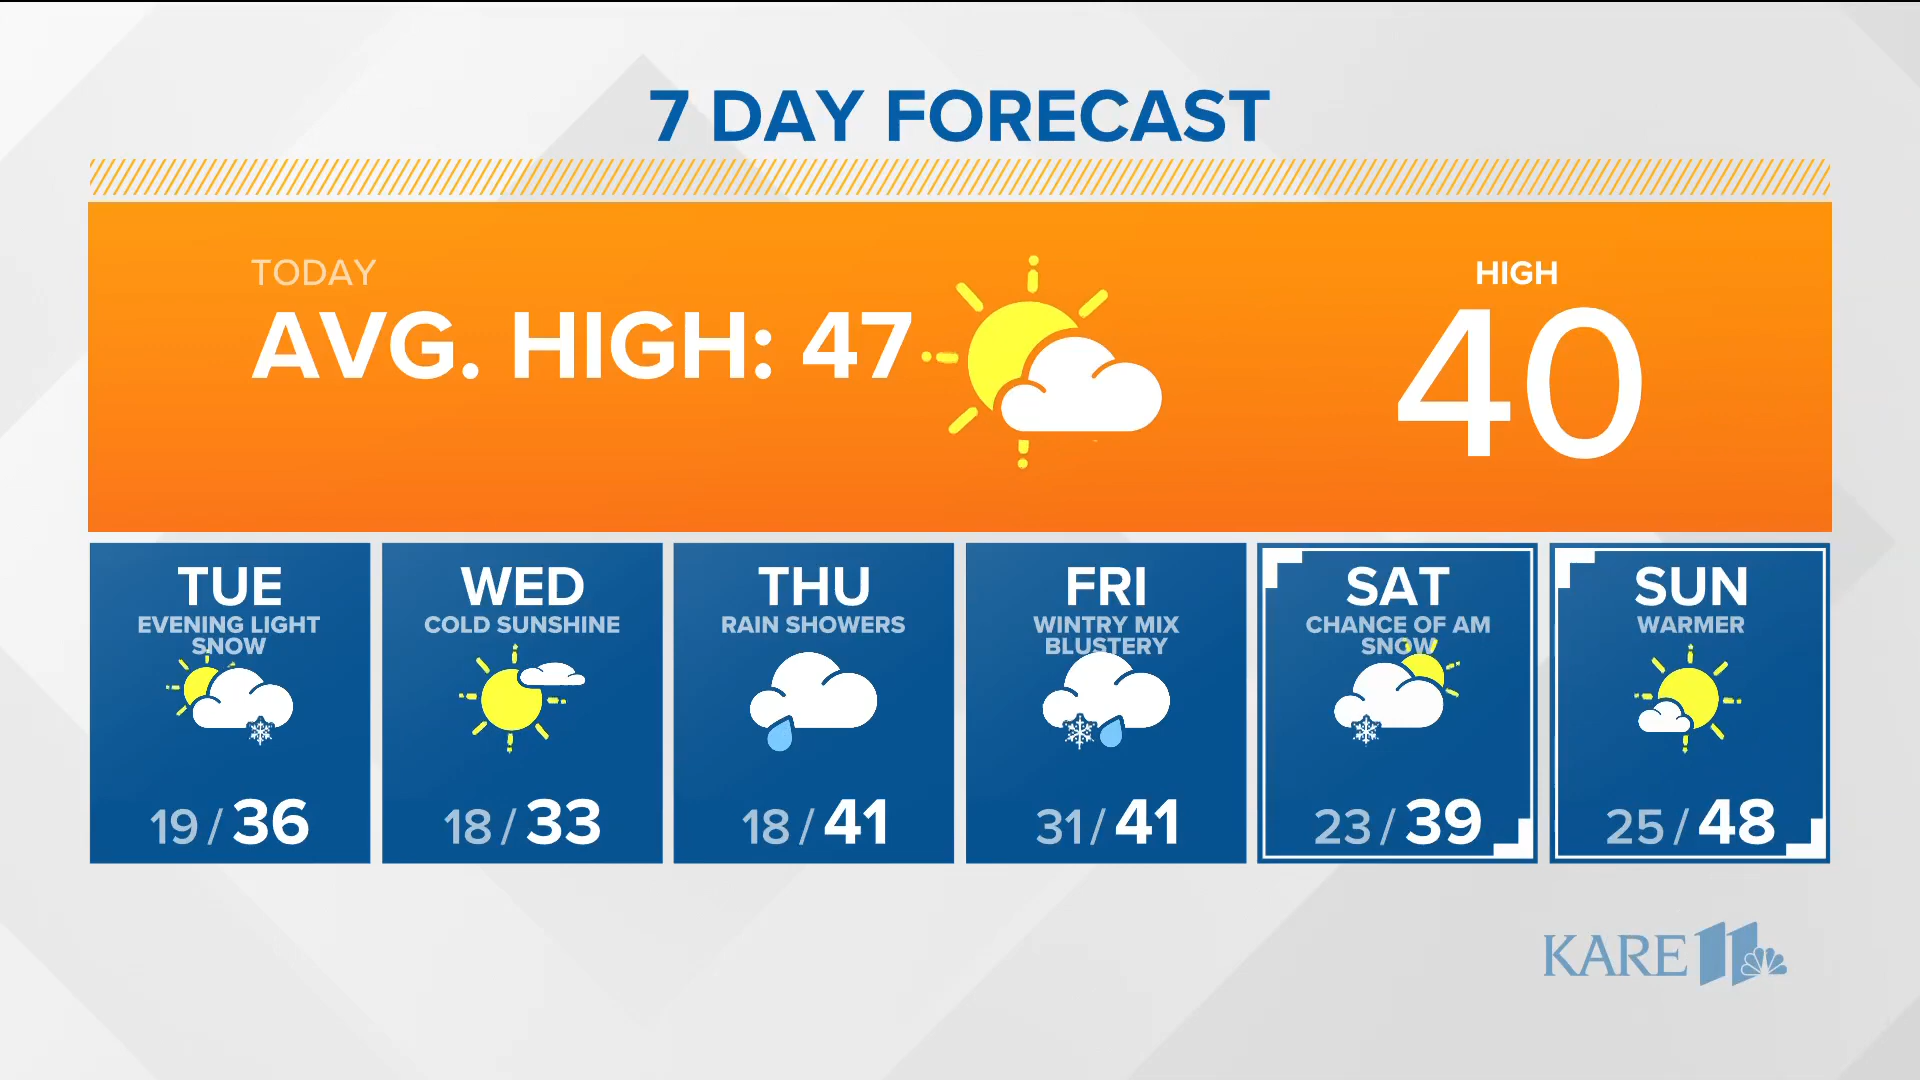 7 DAY FORECAST
TODAY
AVG. HIGH: 47
HIGH
40
TUE
EVENING LIGHT
SNOW
19 / 36
WED
COLD SUNSHINE
18 / 33
THU
RAIN SHOWERS
18 / 41
FRI
WINTRY MIX
BLUSTERY
31 / 41
SAT
CHANCE OF AM
SNOW
23 / 39
SUN
WARMER
25 / 48
KARE 11